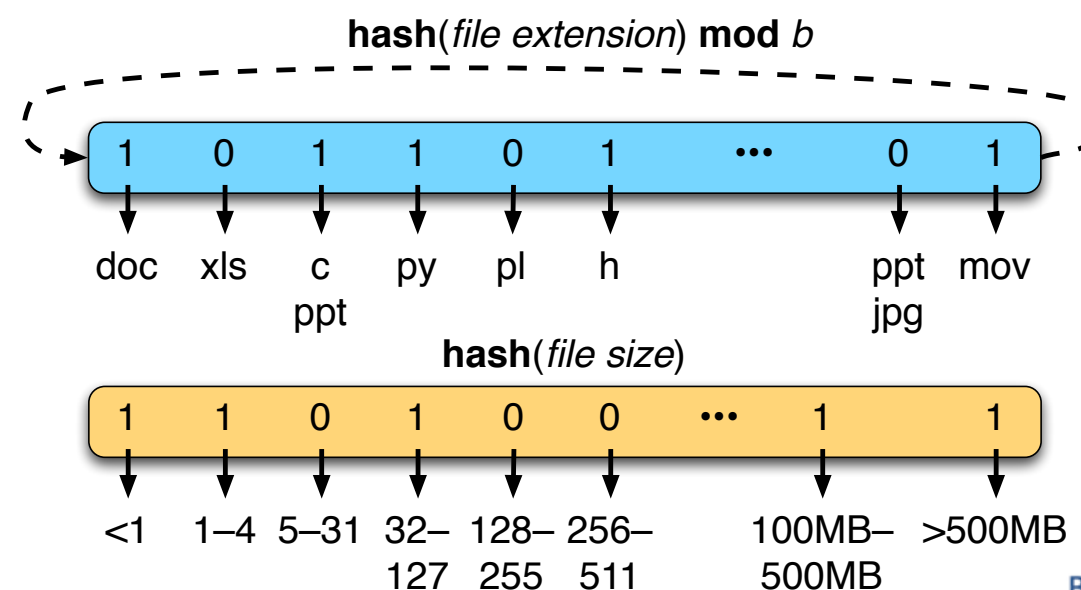 hash(file extension) mod b
1 0 1 1 0 1 ••• 0 1
doc xls c py pl h ppt mov
ppt jpg
hash(file size)
1 1 0 1 0 0 ••• 1 1
<1 1–4 5–31 32– 128– 256– 100MB– >500MB
127 255 511 500MB